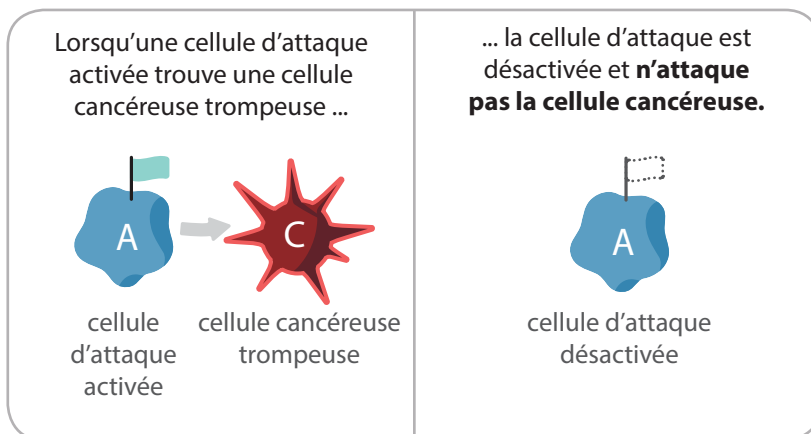 Lorsqu'une cellule d'attaque
activée trouve une cellule
cancéreuse trompeuse ...
A
C
cellule
d'attaque
activée
cellule cancéreuse
trompeuse
... la cellule d'attaque est
désactivée et n'attaque
pas la cellule cancéreuse.
A
cellule d'attaque
désactivée